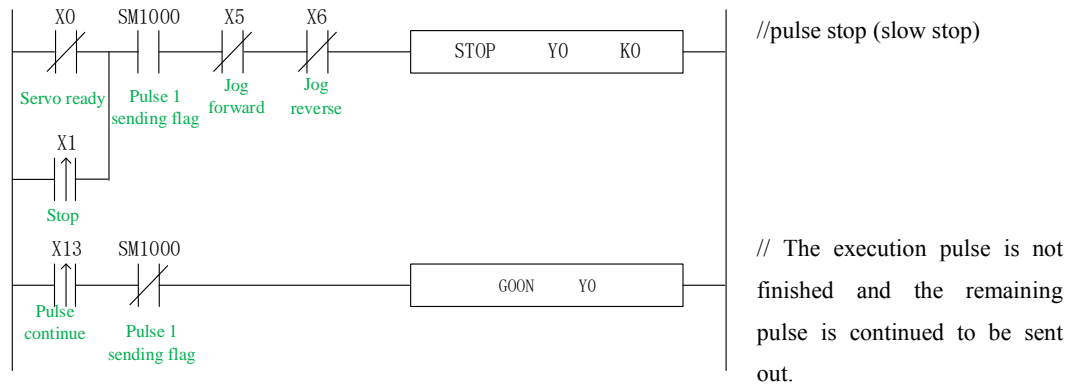 X0 SM1000 X5 X6
STOP Y0 K0
//pulse stop (slow stop)
Servo ready
Pulse 1
sending flag
Jog
forward
Jog
reverse
X1
Stop
X13 SM1000
GOON Y0
Pulse
continue
Pulse 1
sending flag
// The execution pulse is not
finished and the remaining
pulse is continued to be sent
out.